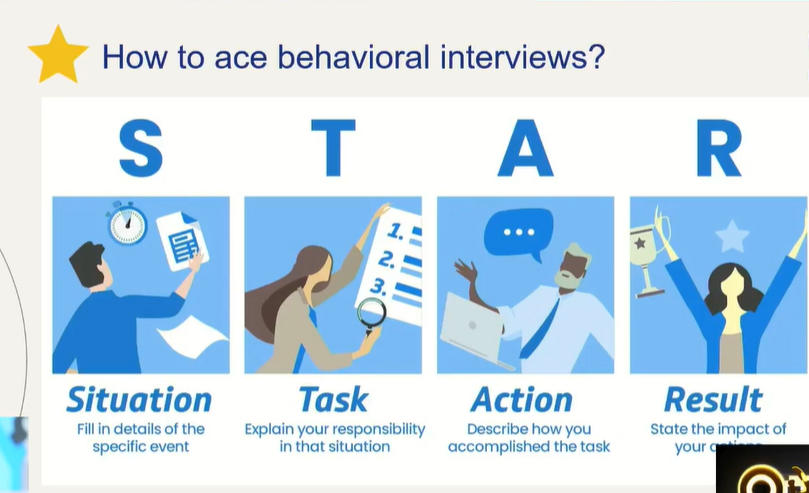 How to ace behavioral interviews?
S T A R
1.
2.
3.
Situation
Fill in details of the
specific event
Task
Explain your responsibility
in that situation
Action
Describe how you
accomplished the task
Result
State the impact of
your